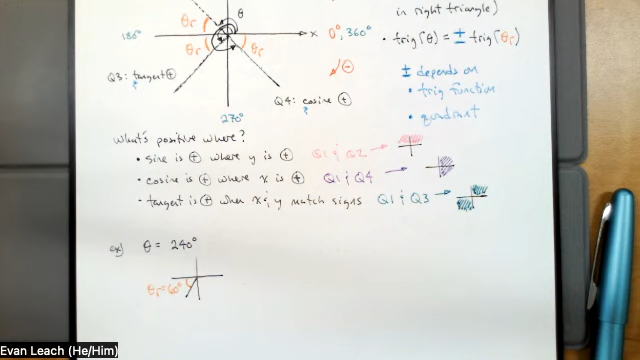 in right triangle)
θr θ
180° x 0°, 360° • trig(θ) = ± trig(θr)
θr θr
⊖
± depends on
Q3: tangent ⊕
• trig function
Q4: cosine ⊕
• quadrant
270°
What's positive where?
• sine is ⊕ where y is ⊕ Q1 & Q2 →
• cosine is ⊕ where x is ⊕ Q1 & Q4 →
• tangent is ⊕ when x & y match signs Q1 & Q3 →
ex) θ = 240°
θr = 60°
Evan Leach (He/Him)